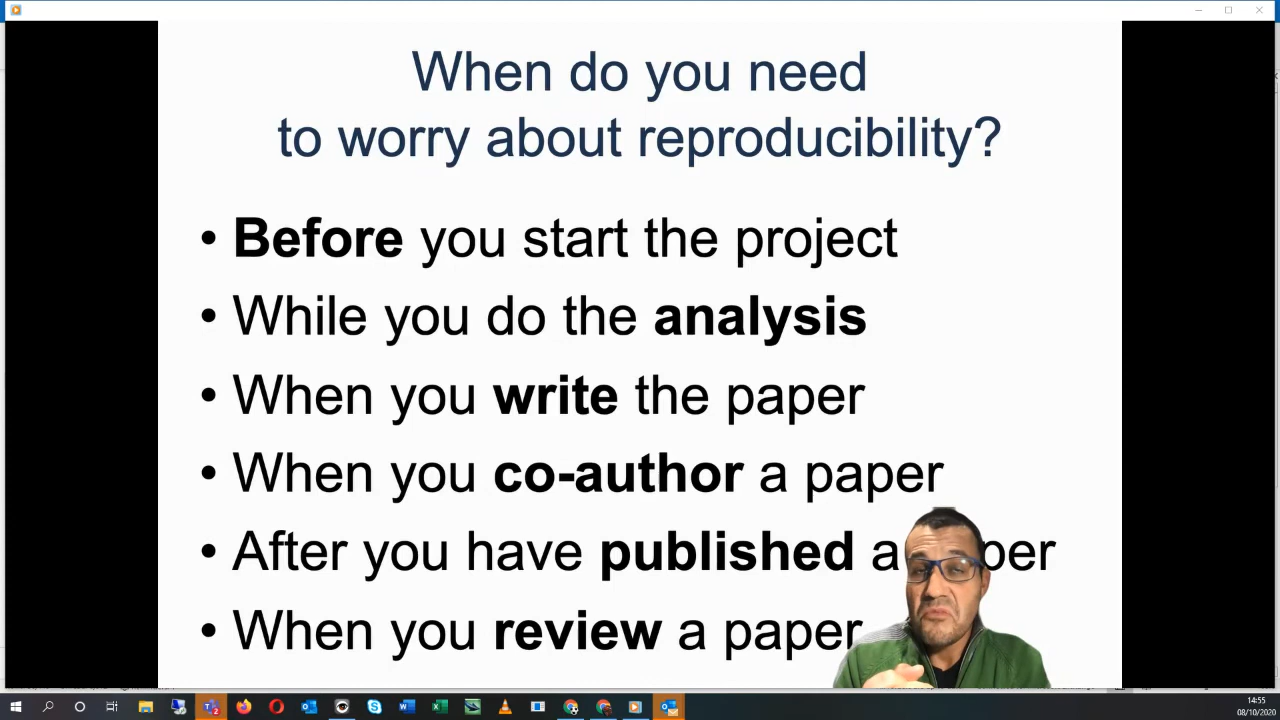 When do you need
to worry about reproducibility?
• Before you start the project
• While you do the analysis
• When you write the paper
• When you co-author a paper
• After you have published a per
• When you review a paper
14:55
08/10/2020